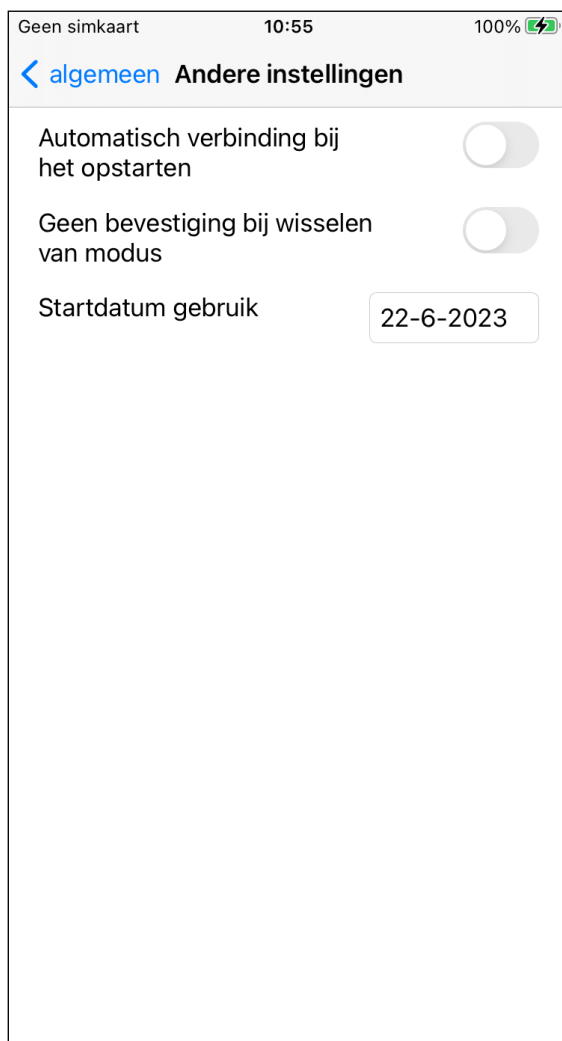 Geen simkaart 10:55 100%
algemeen Andere instellingen
Automatisch verbinding bij
het opstarten
Geen bevestiging bij wisselen
van modus
Startdatum gebruik 22-6-2023